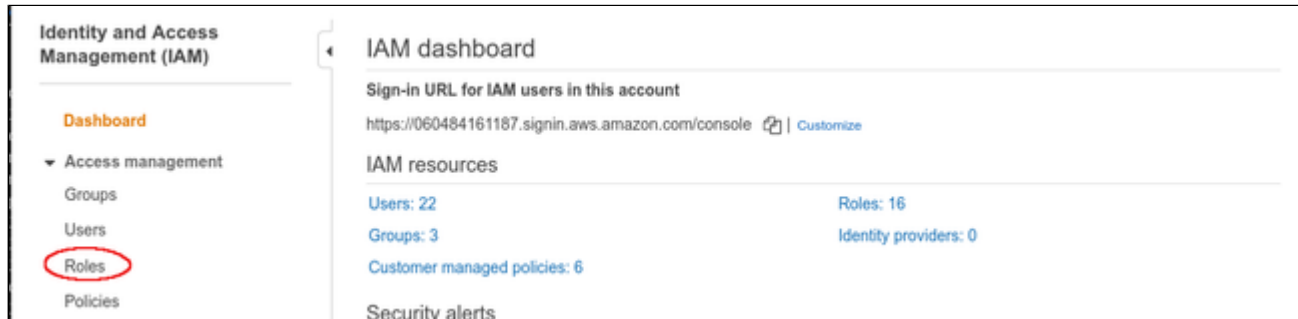 Identity and Access
Management (IAM)
Dashboard
Access management
Groups
Users
Roles
Policies
IAM dashboard
Sign-in URL for IAM users in this account
https://060484161187.signin.aws.amazon.com/console | Customize
IAM resources
Users: 22
Roles: 16
Groups: 3
Identity providers: 0
Customer managed policies: 6
Security alerts